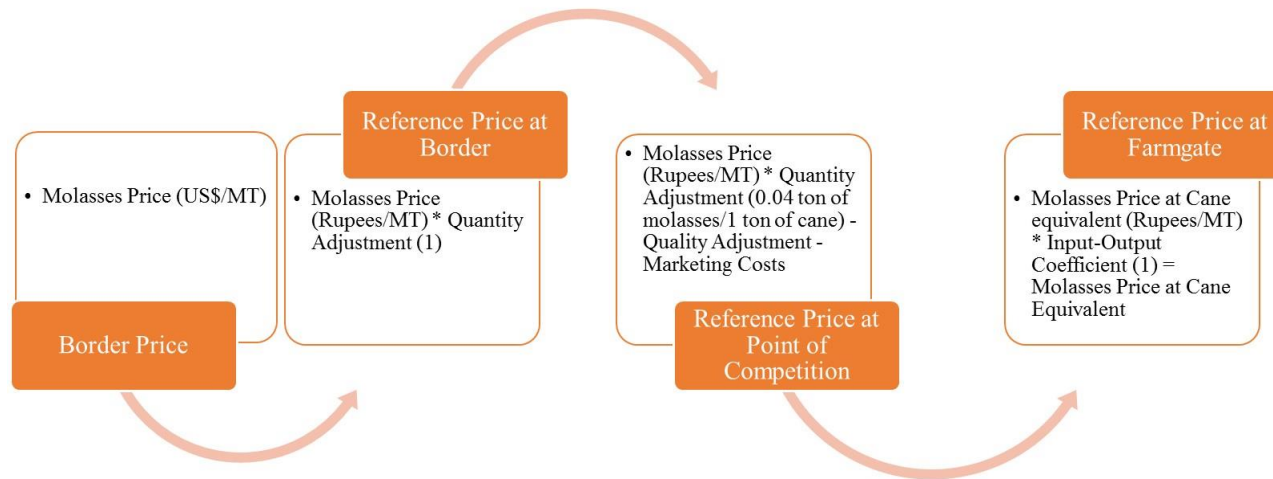 • Molasses Price (US$/MT)
Border Price
Reference Price at
Border
• Molasses Price
(Rupees/MT) * Quantity
Adjustment (1)
• Molasses Price
(Rupees/MT) * Quantity
Adjustment (0.04 ton of
molasses/1 ton of cane) -
Quality Adjustment -
Marketing Costs
Reference Price at
Point of
Competition
Reference Price at
Farmgate
• Molasses Price at Cane
equivalent (Rupees/MT)
* Input-Output
Coefficient (1) =
Molasses Price at Cane
Equivalent